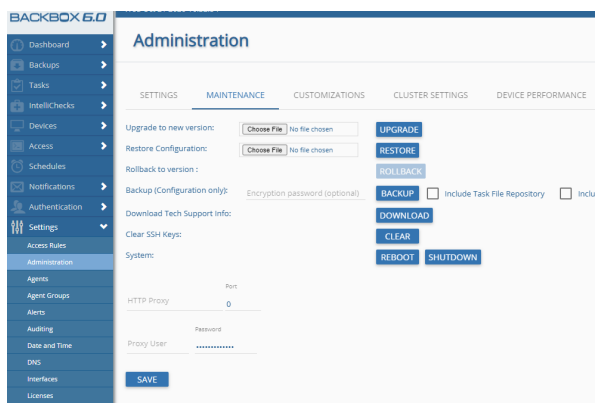 BACKBOX 6.0
Administration
Dashboard
Backups
Tasks
IntelliChecks
Devices
Access
Schedules
Notifications
Authentication
Settings
Access Rules
Administration
Agents
Agent Groups
Alerts
Auditing
Date and Time
DNS
Interfaces
Licenses
SETTINGS MAINTENANCE CUSTOMIZATIONS CLUSTER SETTINGS DEVICE PERFORMANCE
Upgrade to new version: Choose File No file chosen UPGRADE
Restore Configuration: Choose File No file chosen RESTORE
Rollback to version : ROLLBACK
Backup (Configuration only): Encryption password (optional) BACKUP Include Task File Repository Inclu
Download Tech Support Info: DOWNLOAD
Clear SSH Keys: CLEAR
System: REBOOT SHUTDOWN
Port
HTTP Proxy 0
Password
Proxy User •••••••••••••
SAVE